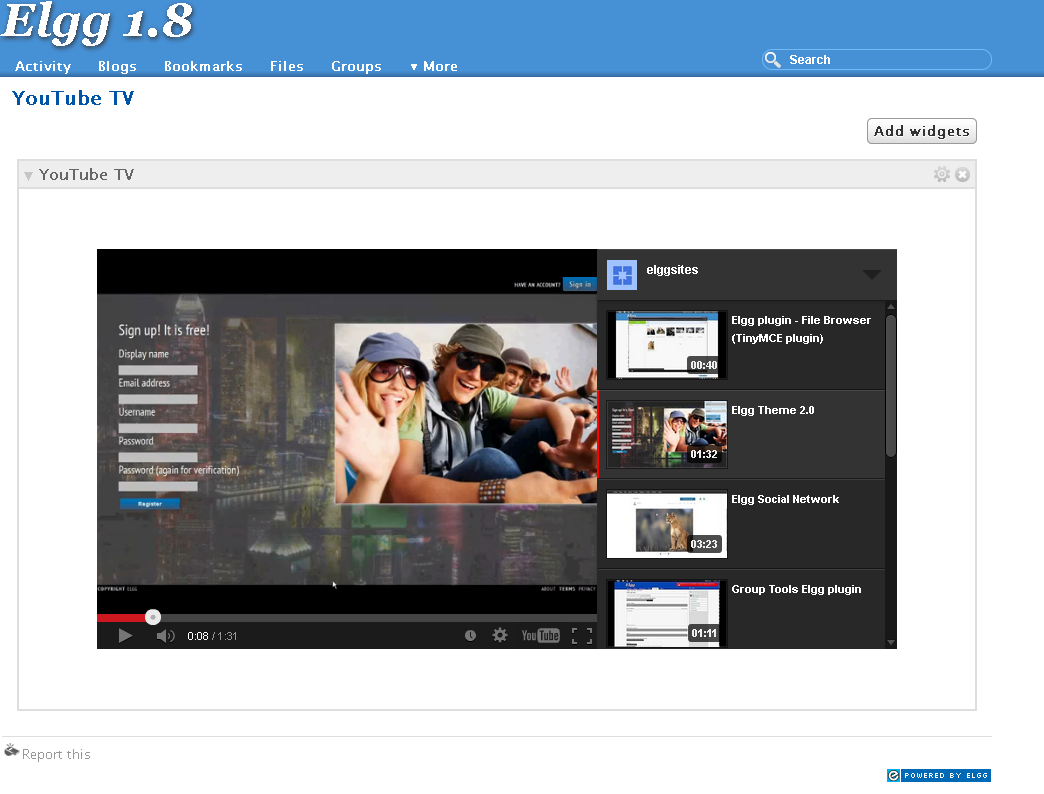 Elgg 1.8
Activity Blogs Bookmarks Files Groups ▼ More
Search
YouTube TV
Add widgets
YouTube TV
HAVE AN ACCOUNT? Sign in
Sign up! It is free!
Display name
Email address
Username
Password
Password (again for verification)
Register
COPYRIGHT ELGG
ABOUT TERMS PRIVACY
0:08 / 1:31
YouTube
elggsites
Elgg plugin - File Browser
(TinyMCE plugin)
00:40
Elgg Theme 2.0
01:32
Elgg Social Network
03:23
Group Tools Elgg plugin
01:11
Report this
POWERED BY ELGG